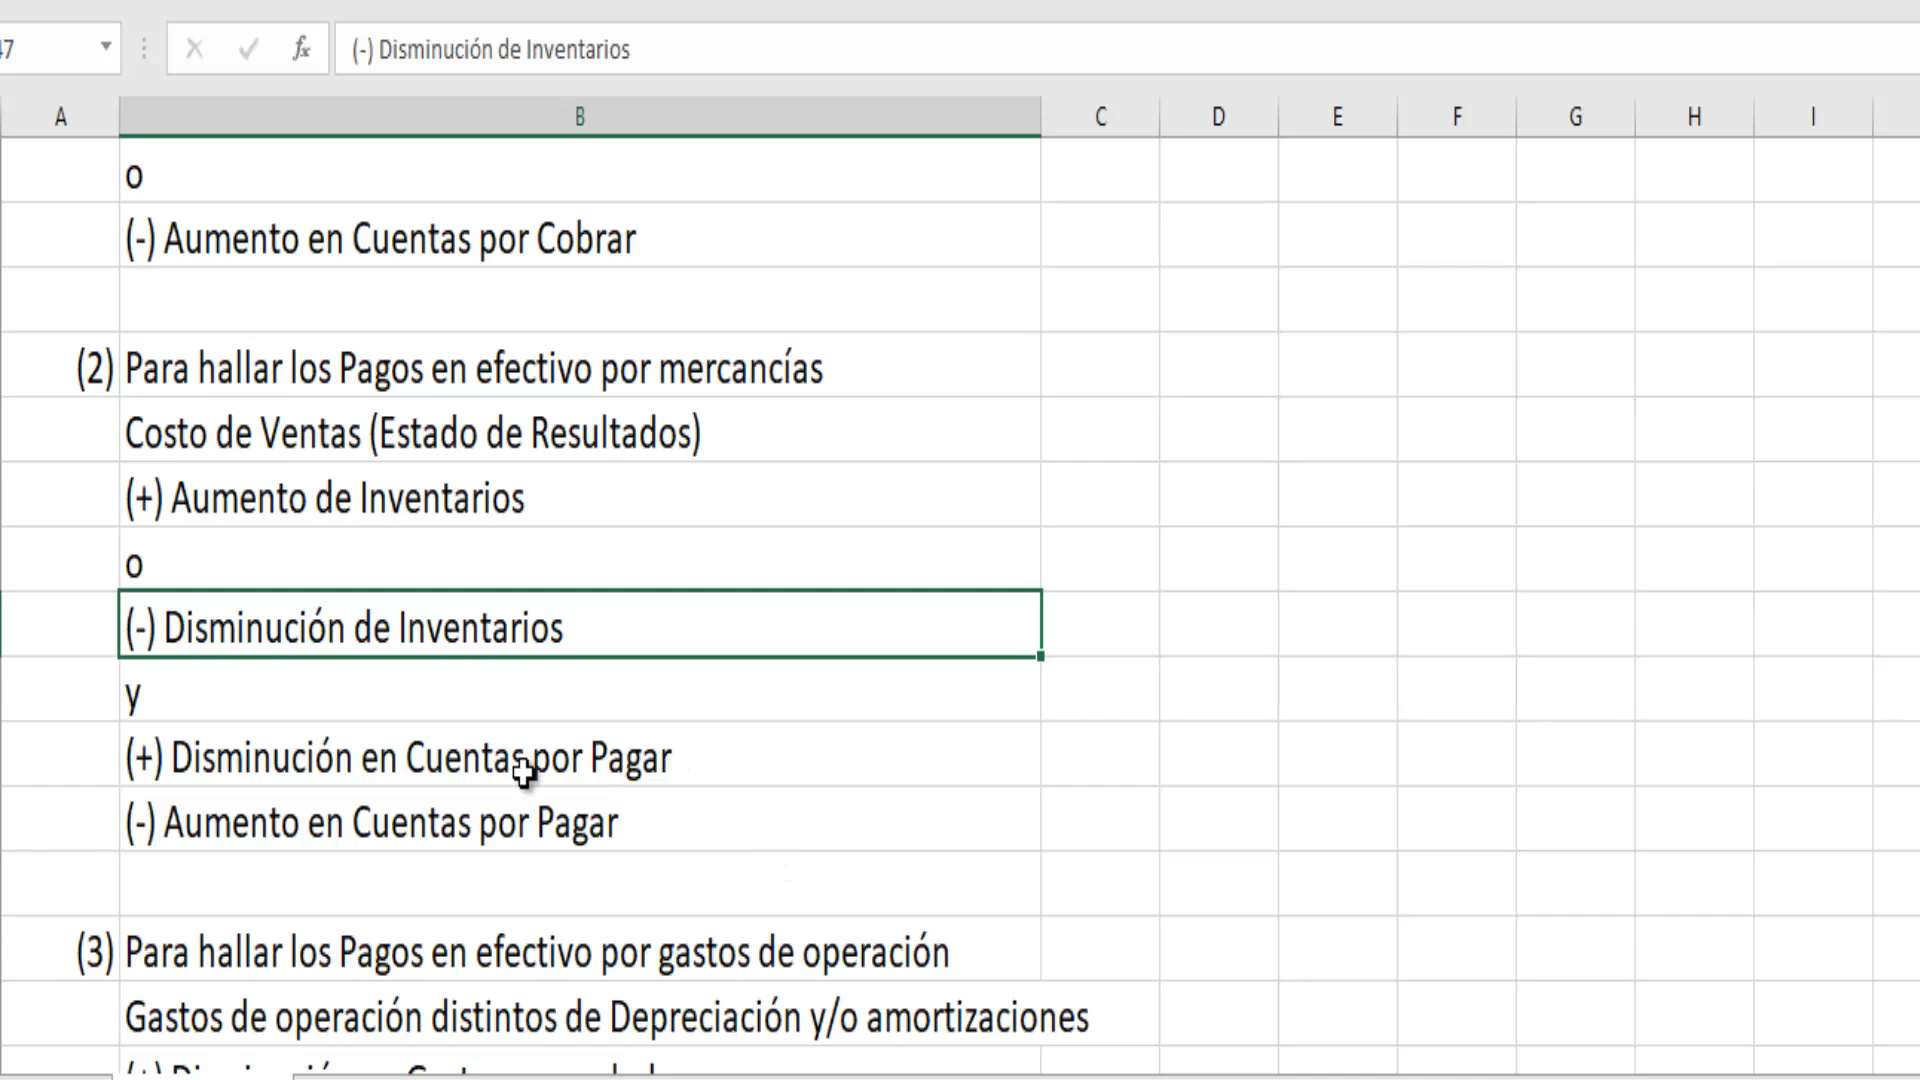 47
fx
(-) Disminución de Inventarios
A B C D E F G H I
o
(-) Aumento en Cuentas por Cobrar
(2) Para hallar los Pagos en efectivo por mercancías
Costo de Ventas (Estado de Resultados)
(+) Aumento de Inventarios
o
(-) Disminución de Inventarios
y
(+) Disminución en Cuentas por Pagar
(-) Aumento en Cuentas por Pagar
(3) Para hallar los Pagos en efectivo por gastos de operación
Gastos de operación distintos de Depreciación y/o amortizaciones